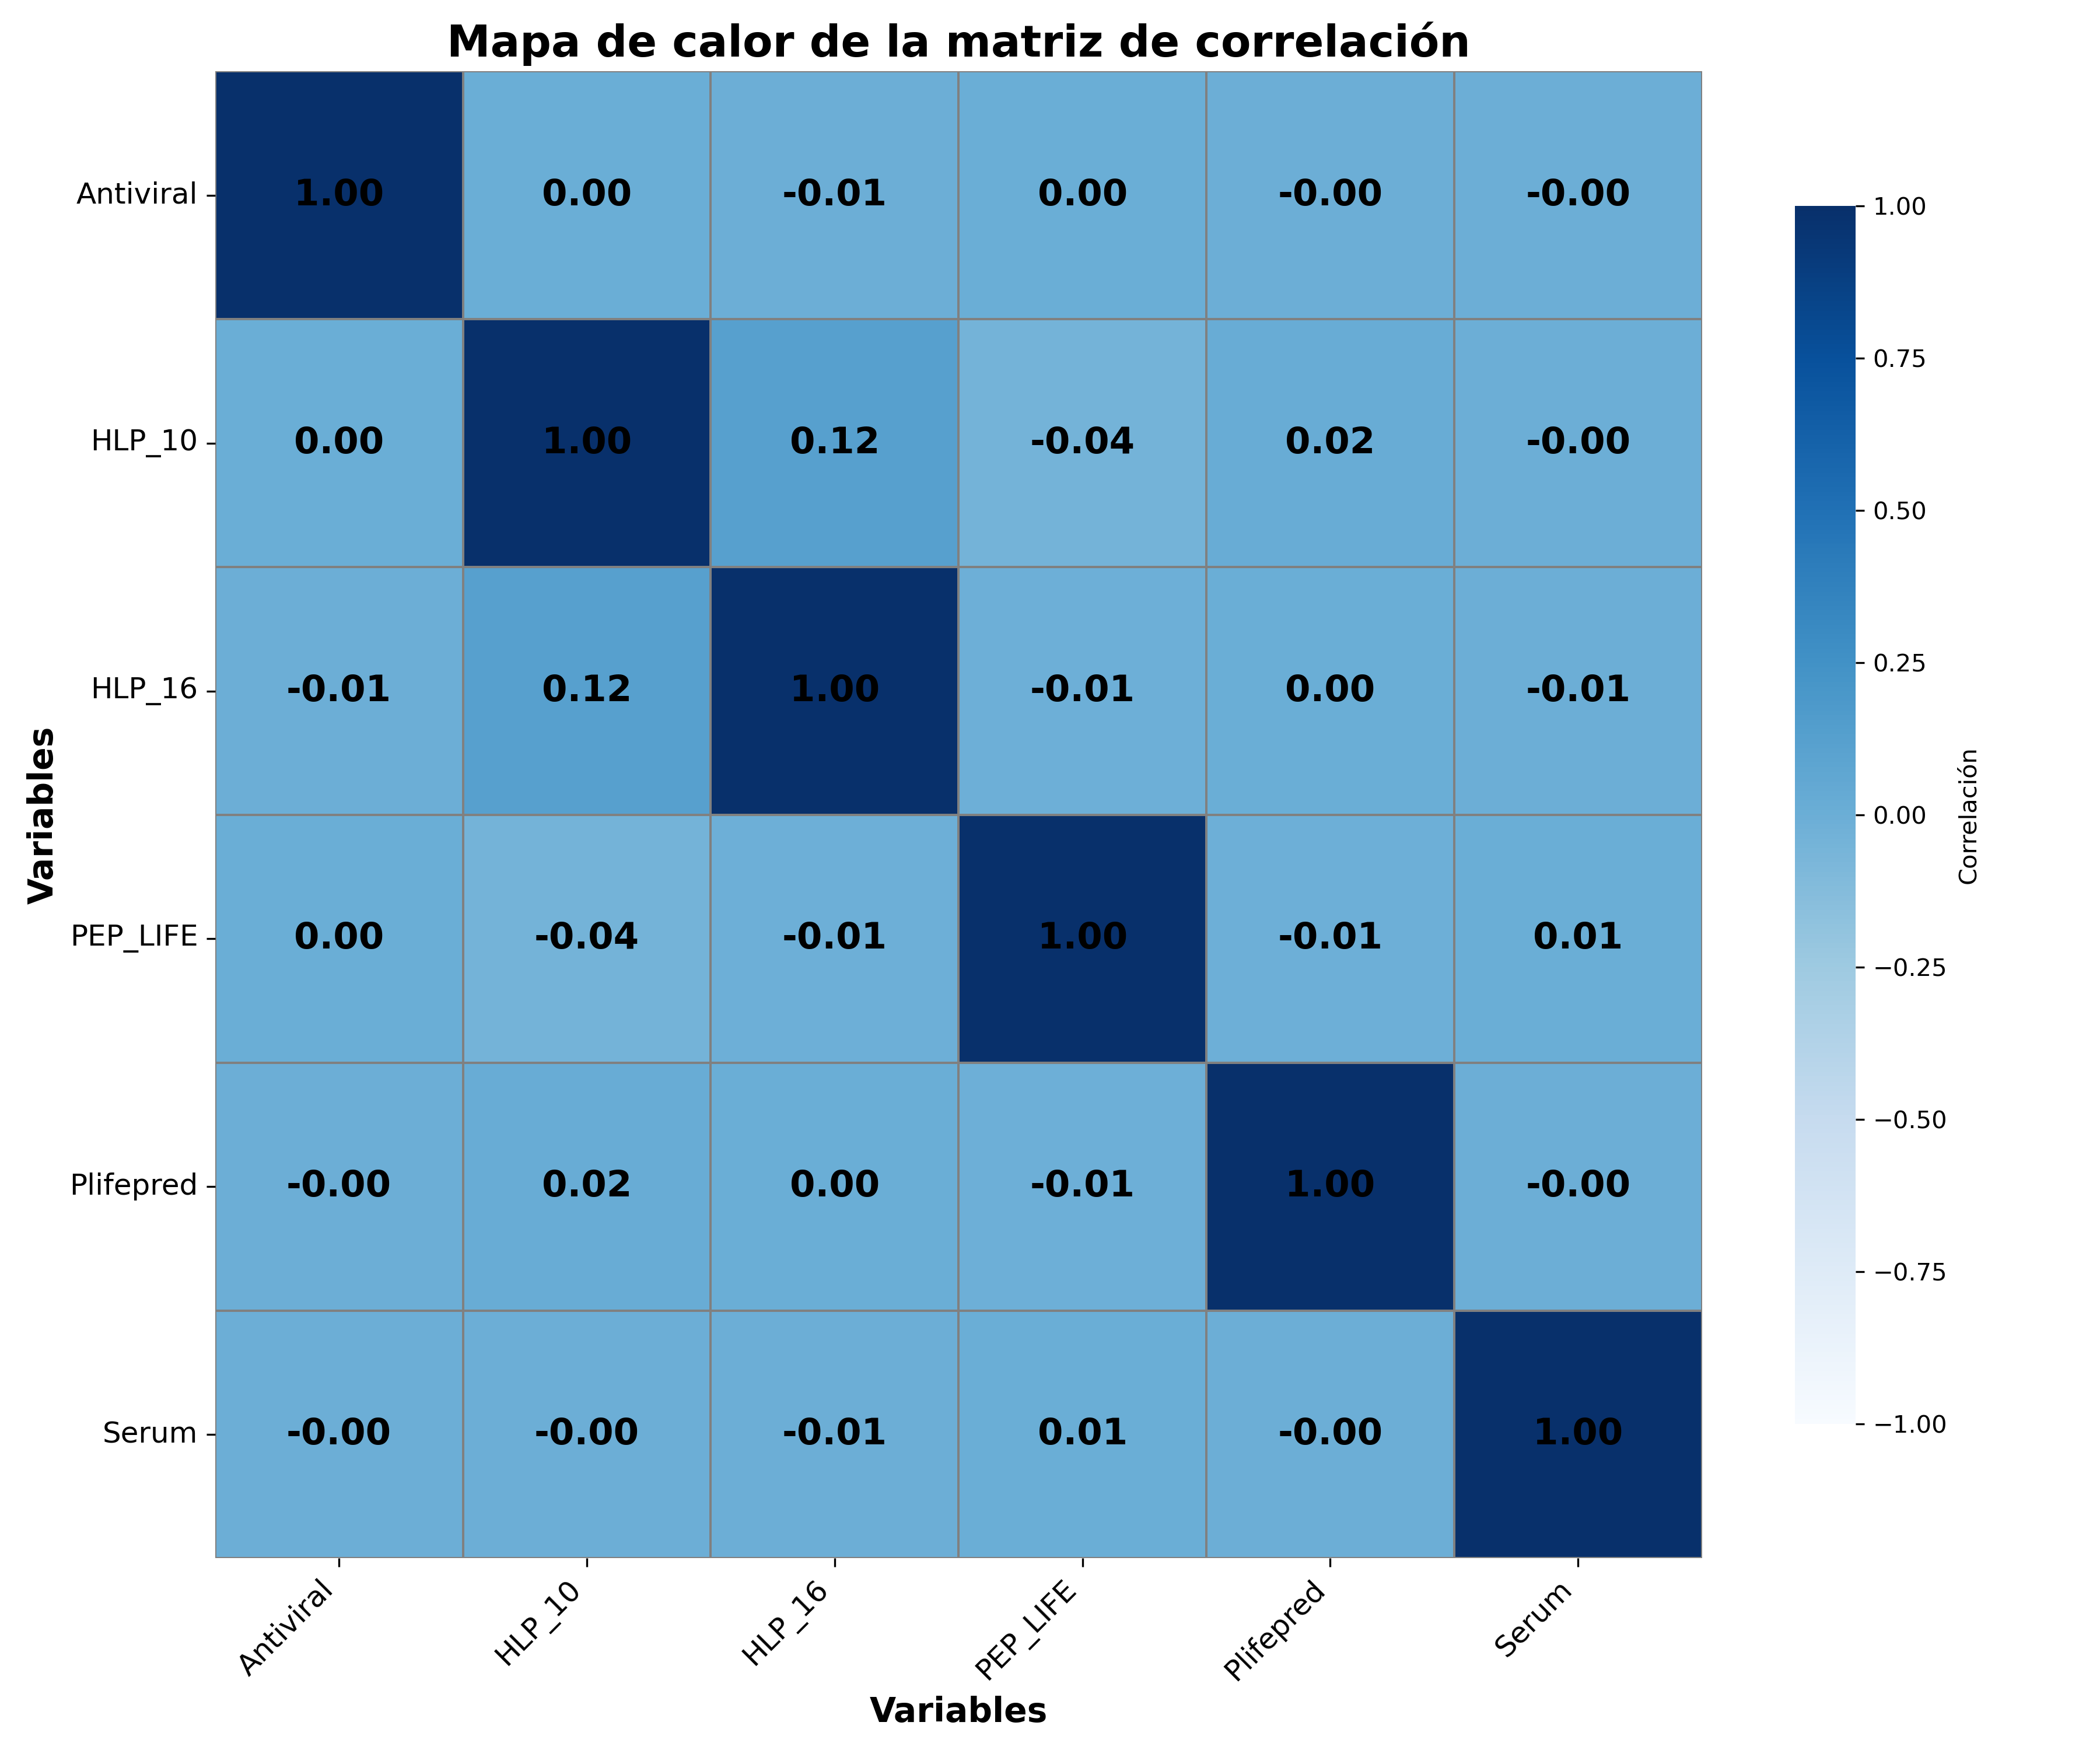 Mapa de calor de la matriz de correlación
Variables
Antiviral 1.00 0.00 -0.01 0.00 -0.00 -0.00
HLP_10 0.00 1.00 0.12 -0.04 0.02 -0.00
HLP_16 -0.01 0.12 1.00 -0.01 0.00 -0.01
PEP_LIFE 0.00 -0.04 -0.01 1.00 -0.01 0.01
Plifepred -0.00 0.02 0.00 -0.01 1.00 -0.00
Serum -0.00 -0.00 -0.01 0.01 -0.00 1.00
Antiviral HLP_10 HLP_16 PEP_LIFE Plifepred Serum
Variables
1.00
0.75
0.50
0.25
0.00
−0.25
−0.50
−0.75
−1.00
Correlación